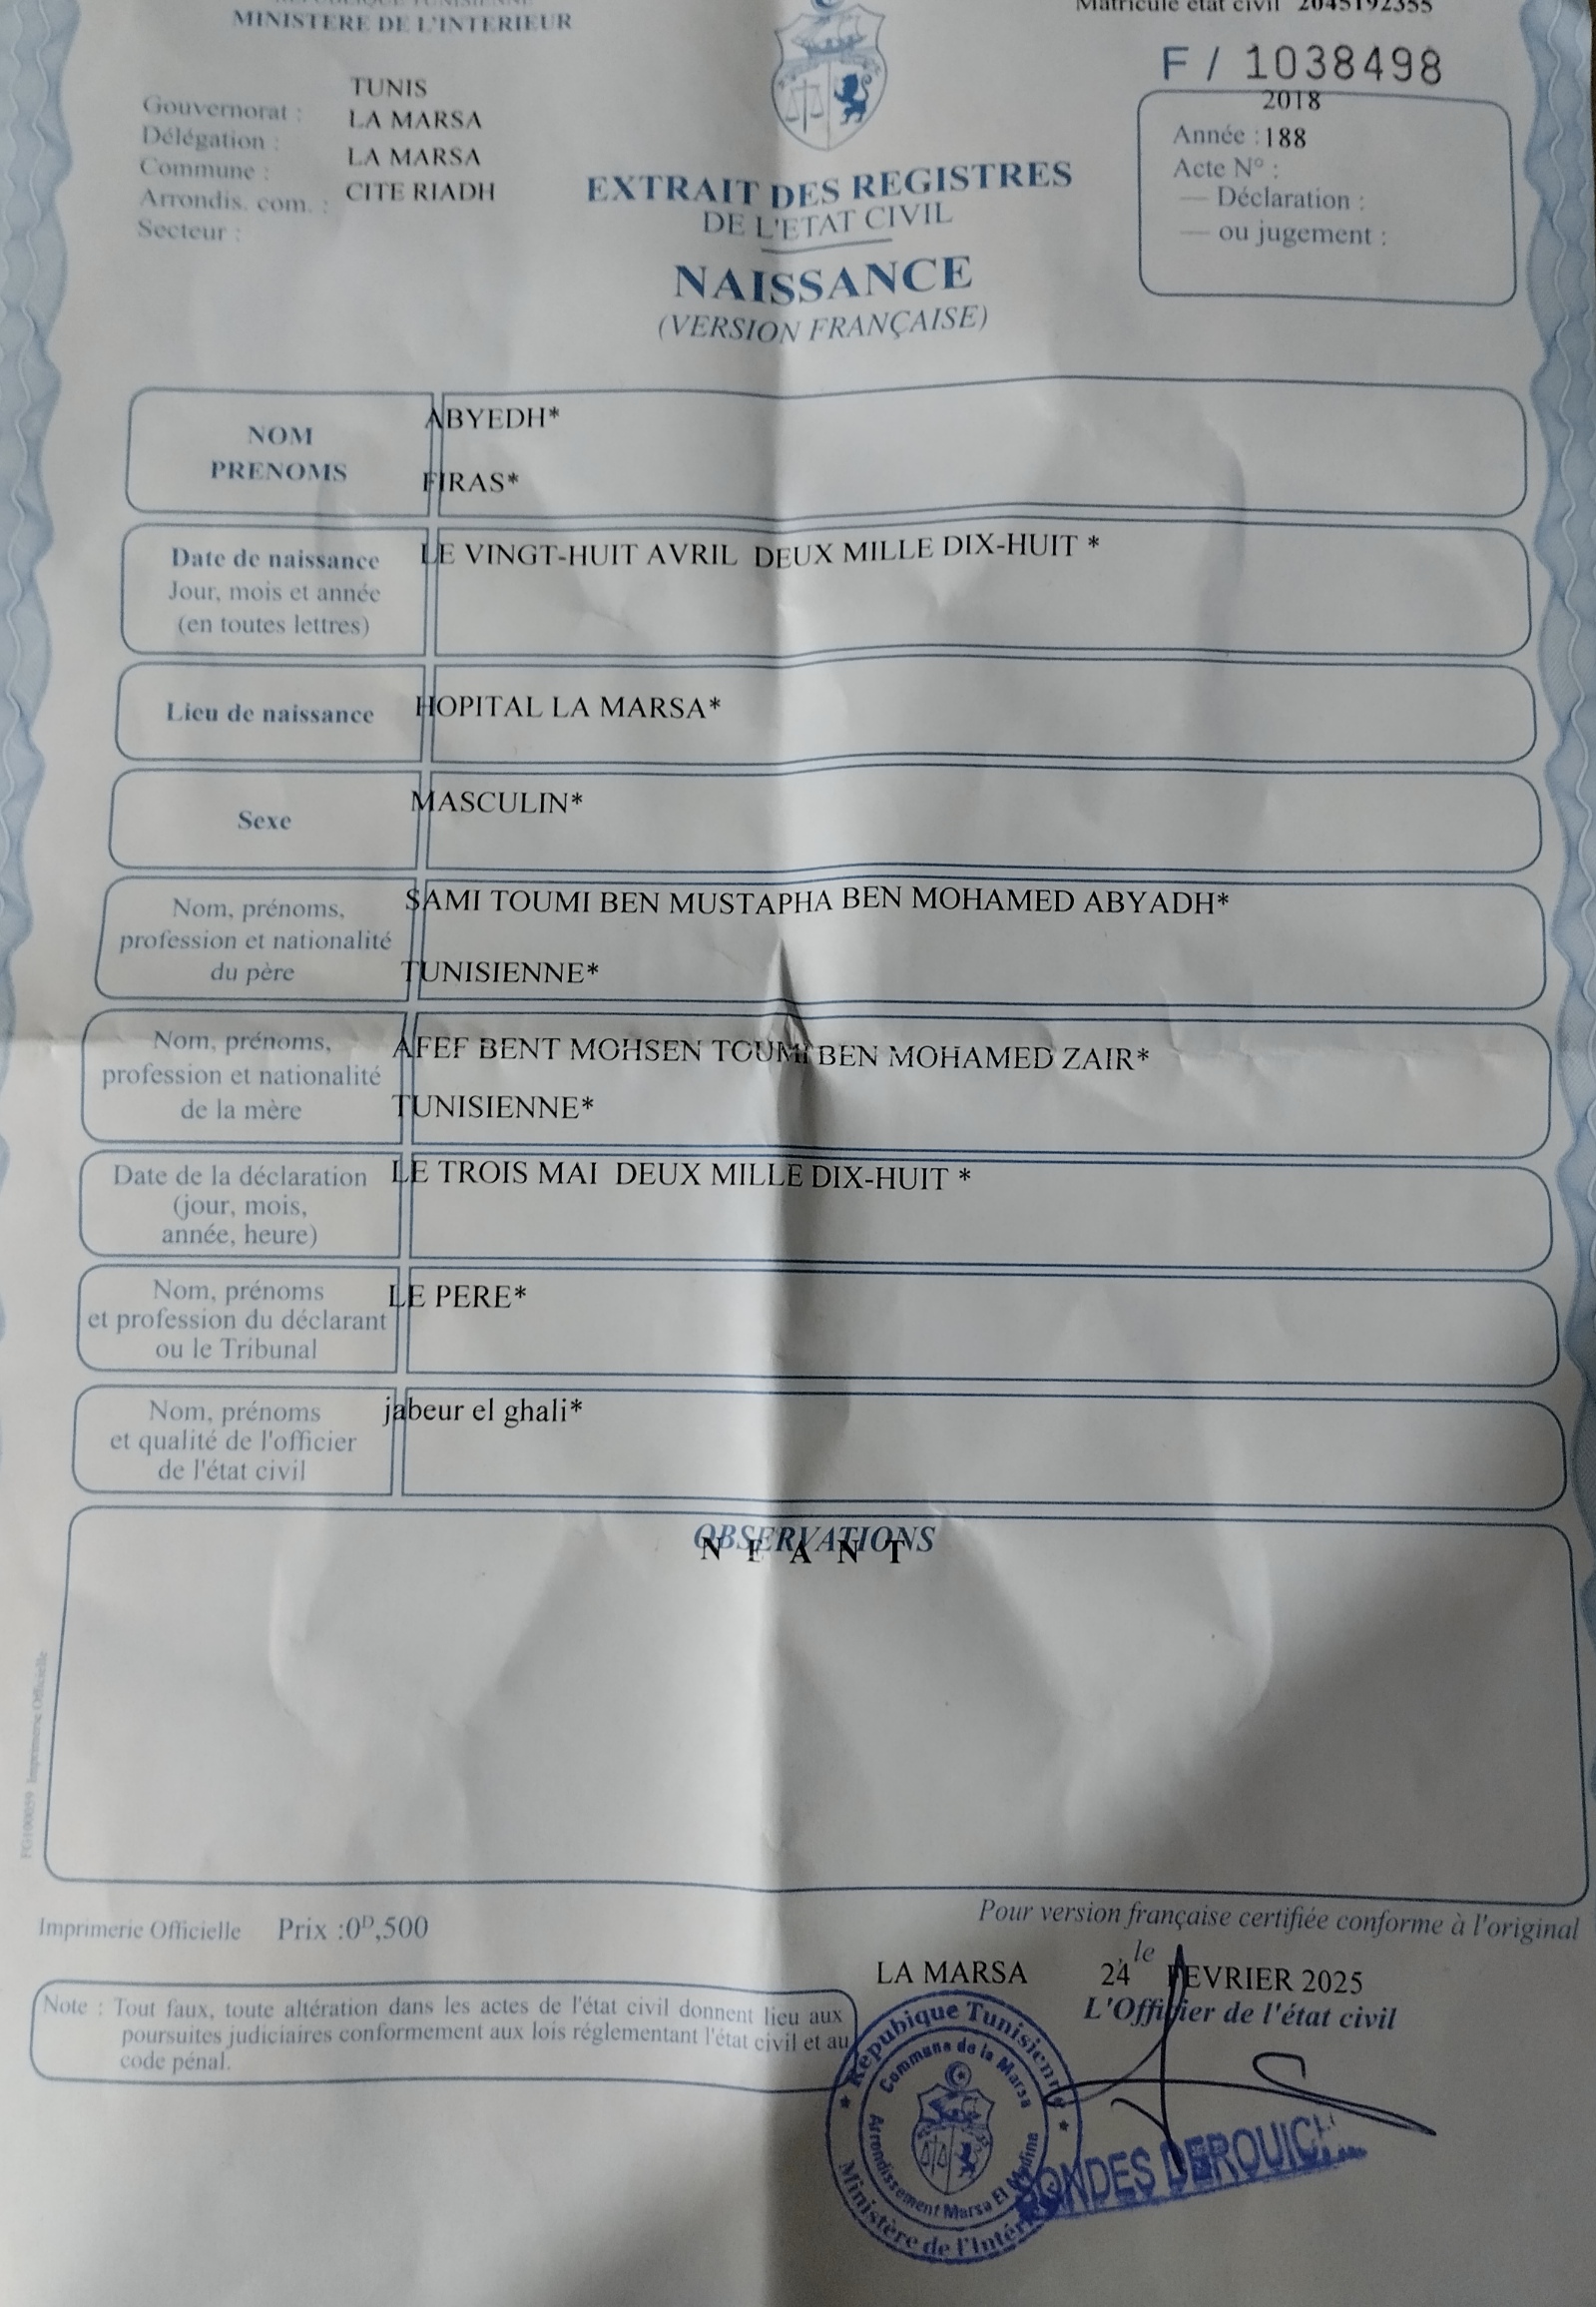 MINISTERE DE L'INTERIEUR
Matricule état civil 2045192355
F / 1038498
Gouvernorat : TUNIS
Délégation : LA MARSA
Commune : LA MARSA
Arrondis. com. : CITE RIADH
Secteur :
2018
Année : 188
Acte N° :
— Déclaration :
— ou jugement :
EXTRAIT DES REGISTRES
DE L'ETAT CIVIL
NAISSANCE
(VERSION FRANÇAISE)
NOM
PRENOMS
ABYEDH*
FIRAS*
Date de naissance
Jour, mois et année
(en toutes lettres)
LE VINGT-HUIT AVRIL DEUX MILLE DIX-HUIT *
Lieu de naissance
HOPITAL LA MARSA*
Sexe
MASCULIN*
Nom, prénoms,
profession et nationalité
du père
SAMI TOUMI BEN MUSTAPHA BEN MOHAMED ABYADH*
TUNISIENNE*
Nom, prénoms,
profession et nationalité
de la mère
AFEF BENT MOHSEN TOUMI BEN MOHAMED ZAIR*
TUNISIENNE*
Date de la déclaration
(jour, mois,
année, heure)
LE TROIS MAI DEUX MILLE DIX-HUIT *
Nom, prénoms
et profession du déclarant
ou le Tribunal
LE PERE*
Nom, prénoms
et qualité de l'officier
de l'état civil
jabeur el ghali*
OBSERVATIONS
N E A N T
Imprimerie Officielle Prix :0D,500
Pour version française certifiée conforme à l'original
LA MARSA le 24 FEVRIER 2025
L'Officier de l'état civil
Note : Tout faux, toute altération dans les actes de l'état civil donnent lieu aux
poursuites judiciaires conformement aux lois réglementant l'état civil et au
code pénal.
République Tunisienne
Commune de la Marsa
Arrondissement Marsa El Madina
Ministère de l'Intér
SONDES DEROUICH